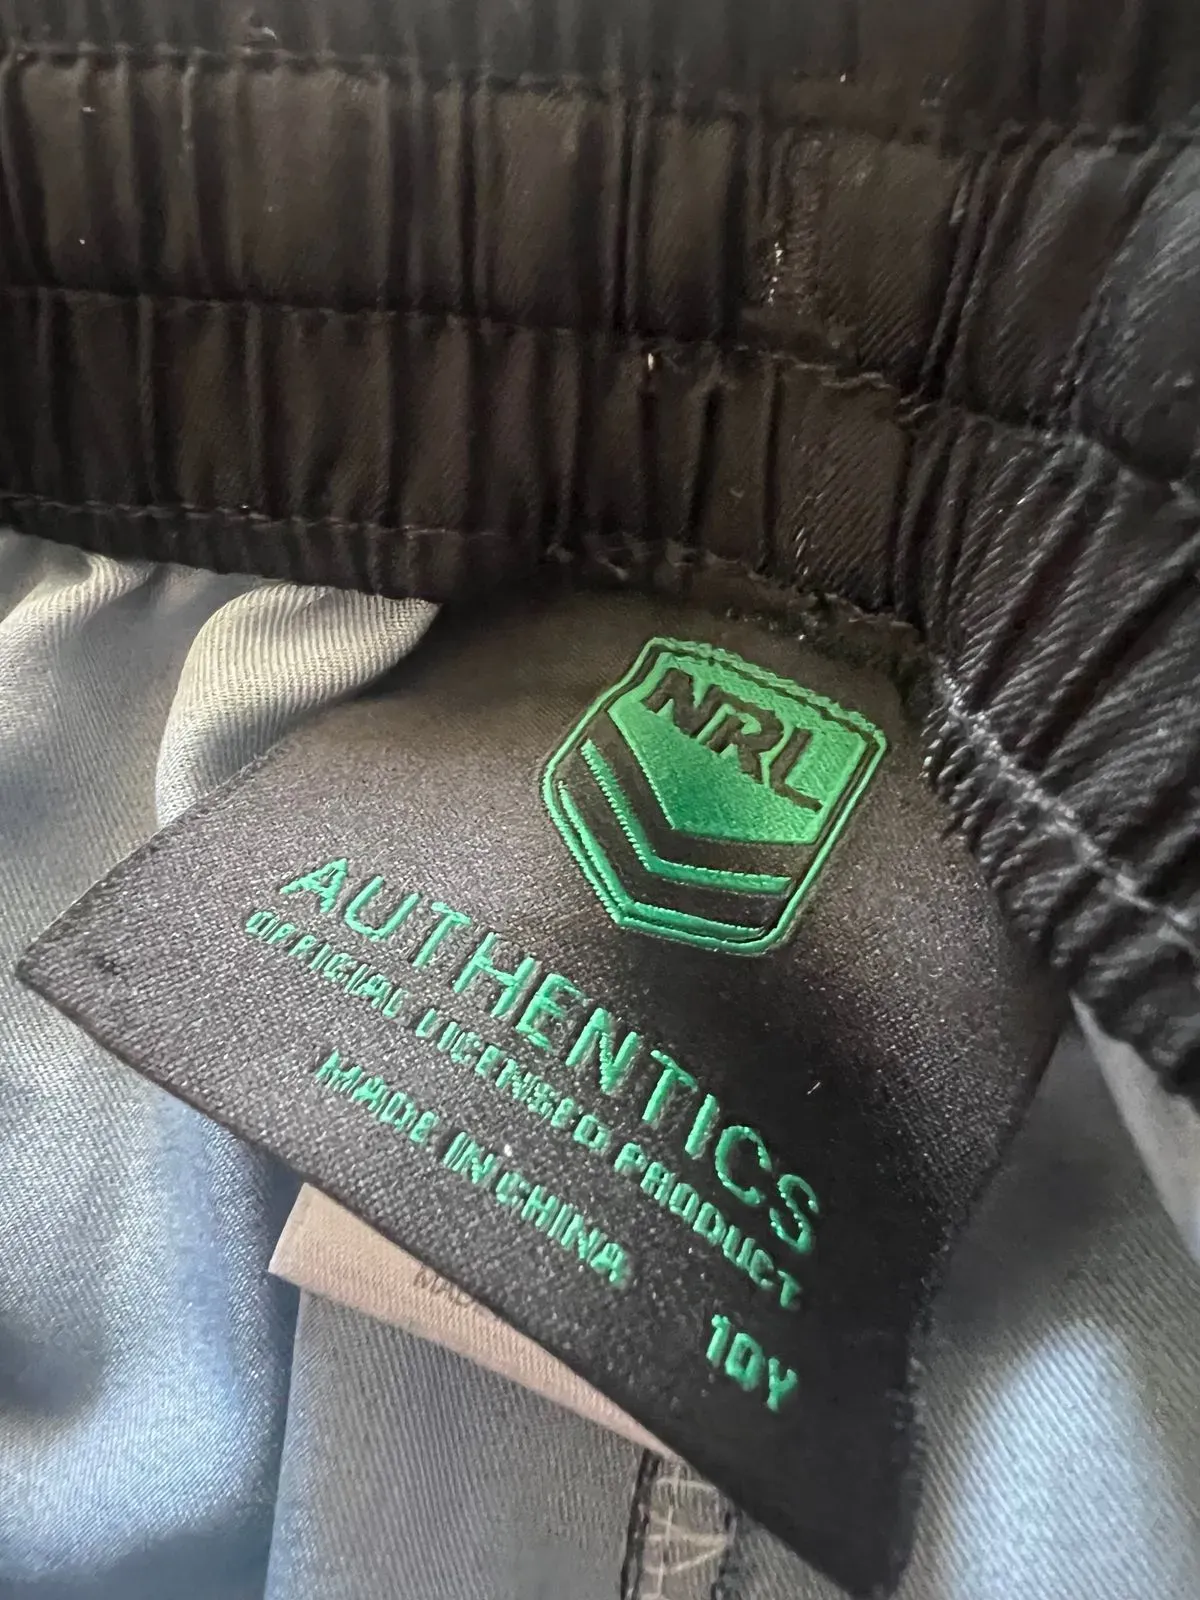 NRL
AUTHENTICS
OFFICIAL LICENSED PRODUCT
MADE IN CHINA
10Y